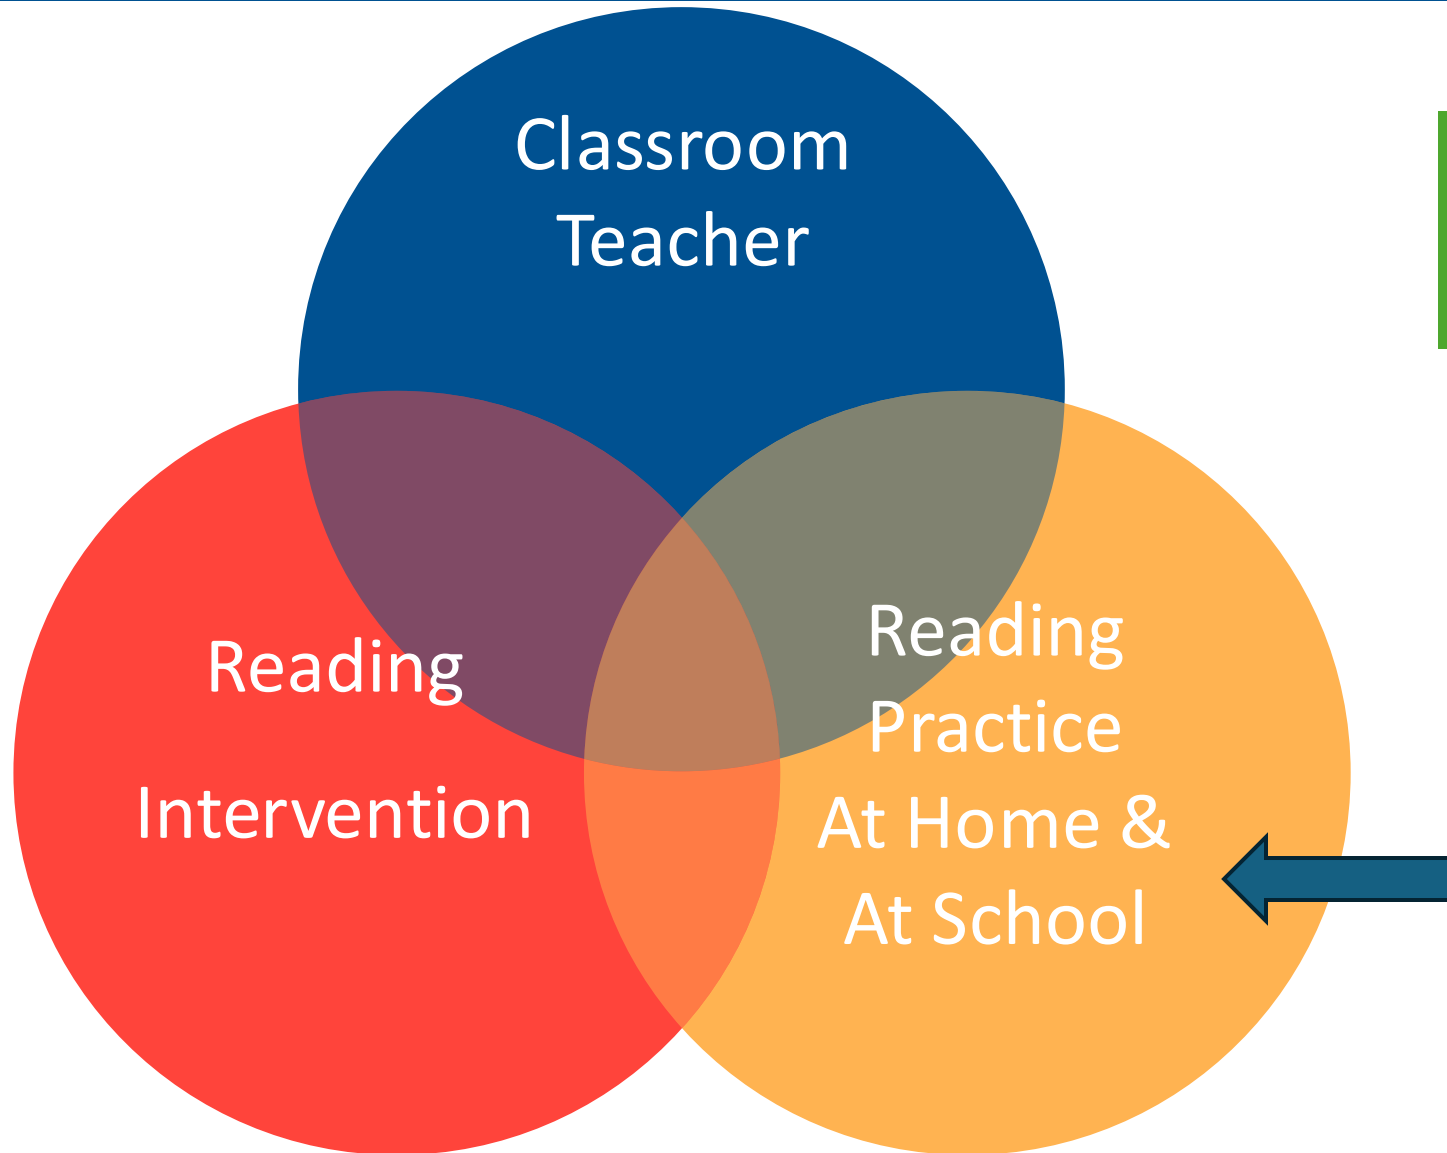 Classroom
Teacher
Reading
Intervention
Reading
Practice
At Home &
At School